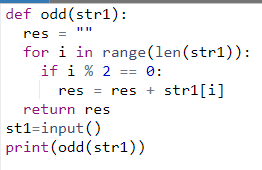 def odd(str1):
  res = ""
  for i in range(len(str1)):
    if i % 2 == 0:
      res = res + str1[i]
  return res
st1=input()
print(odd(str1))